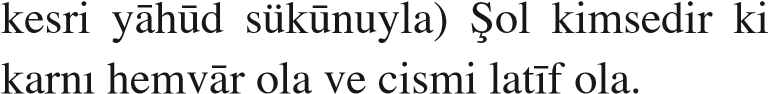 kesri yāhūd sükūnuyla) Şol kimsedir ki
karnı hemvār ola ve cismi latīf ola.